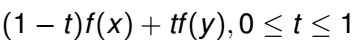 (1 − t)f(x) + tf(y), 0 ≤ t ≤ 1